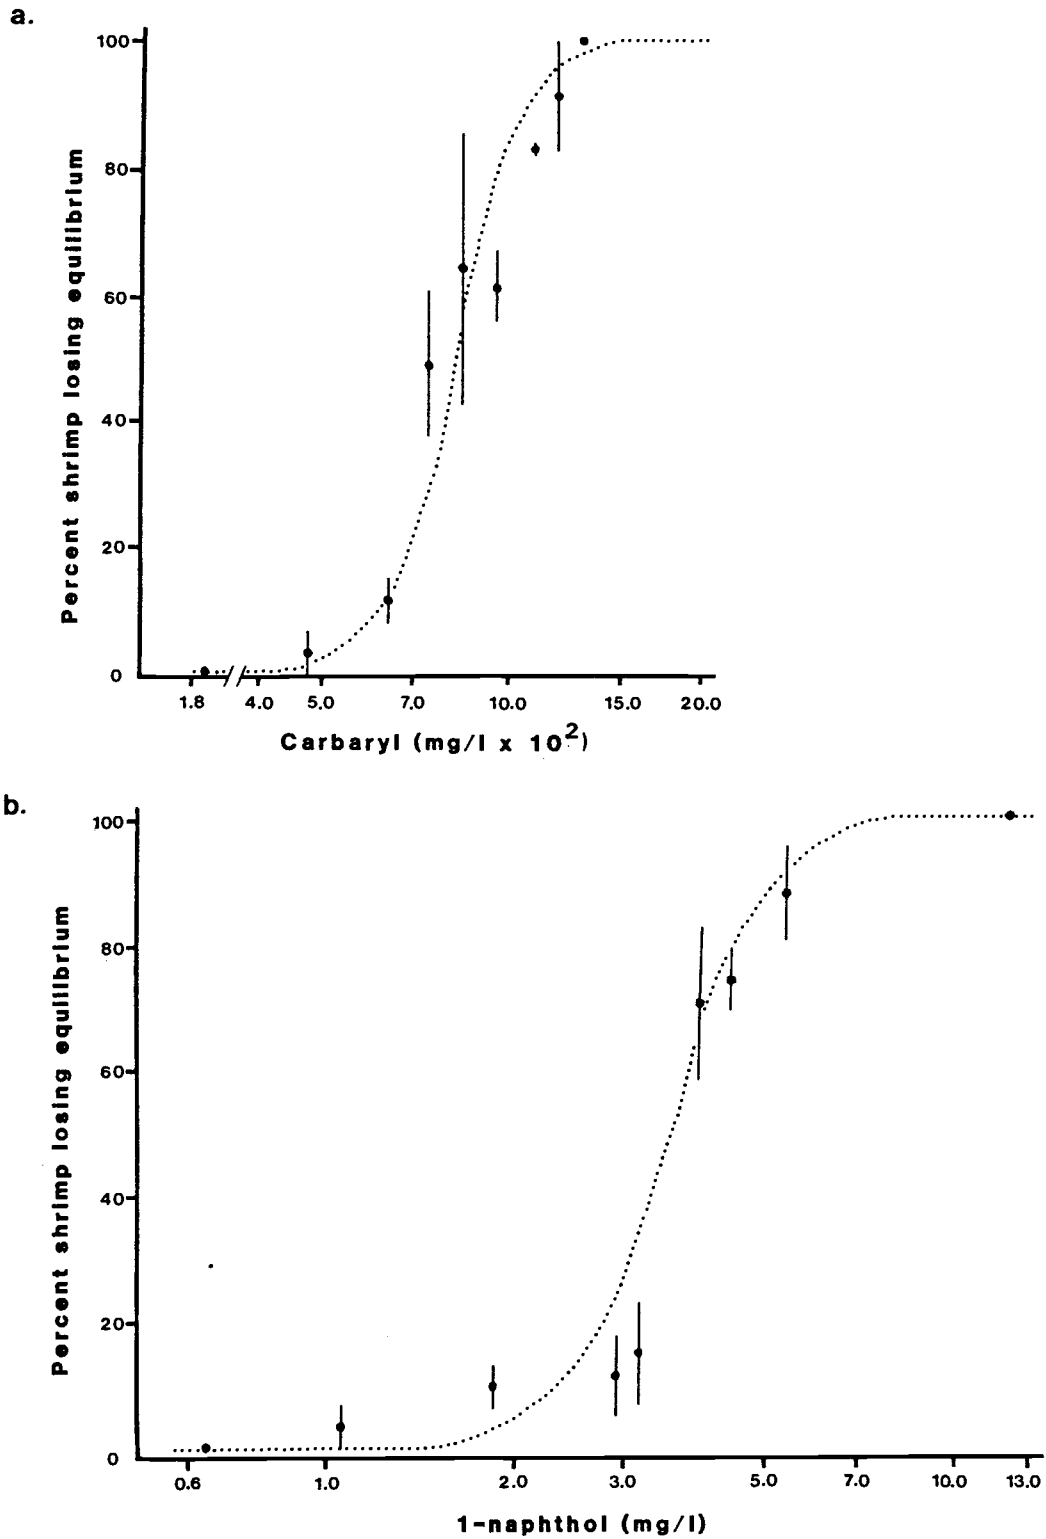 a.
100
80
60
40
20
0
Percent shrimp losing equilibrium
1.8 4.0 5.0 7.0 10.0 15.0 20.0
Carbaryl (mg/l x 10²)
b.
100
80
60
40
20
0
Percent shrimp losing equilibrium
0.6 1.0 2.0 3.0 5.0 7.0 10.0 13.0
1-naphthol (mg/l)